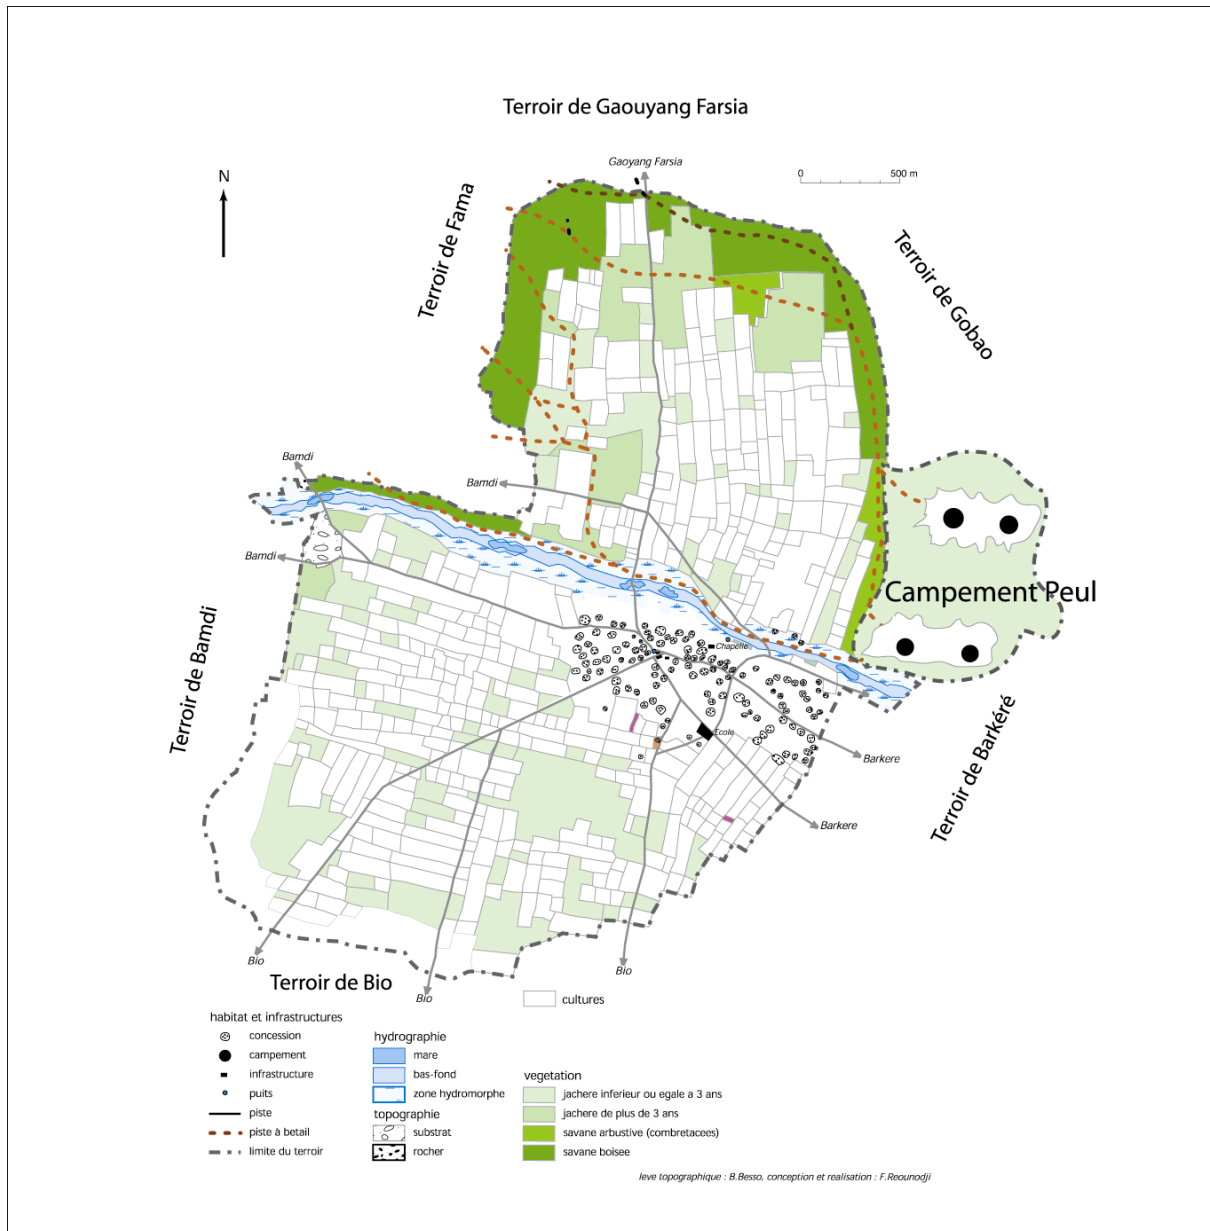 Terroir de Gaouyang Farsia
Gaoyang Farsia
N
0
500 m
Terroir de Fama
Terroir de Gobao
Bamdi
Bamdi
Bamdi
Campement Peul
Chapelle
Ecole
Terroir de Bamdi
Terroir de Barkéré
Barkere
Barkere
Bio
Terroir de Bio
Bio
Bio
cultures
habitat et infrastructures
concession
campement
infrastructure
puits
piste
piste à betail
limite du terroir
hydrographie
mare
bas-fond
zone hydromorphe
topographie
substrat
rocher
vegetation
jachere inferieur ou egale a 3 ans
jachere de plus de 3 ans
savane arbustive (combretacees)
savane boisee
leve topographique : B.Besso, conception et realisation : F.Reounodji